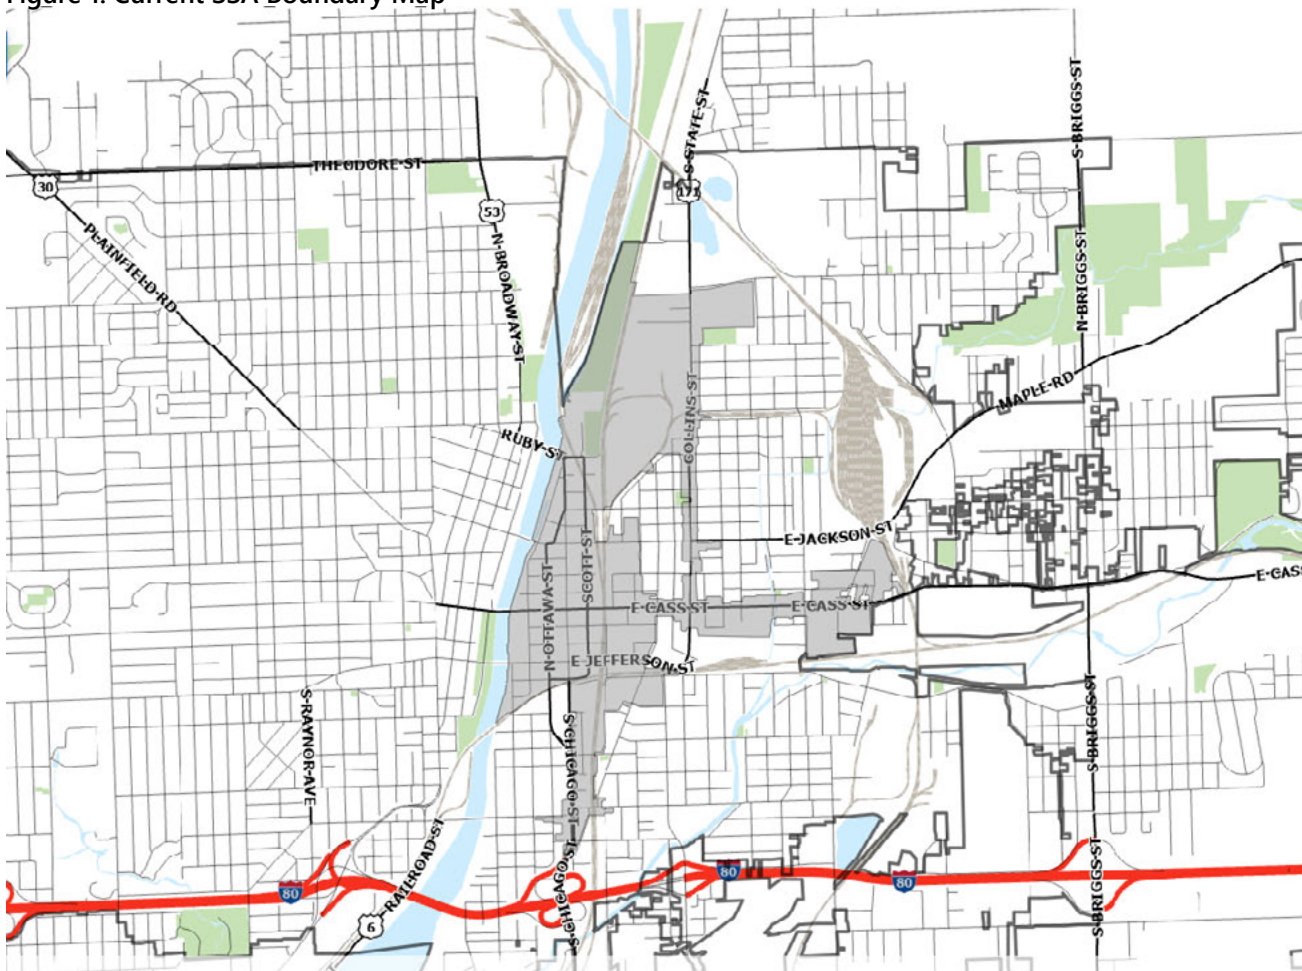 Figure 4. Current SSA Boundary Map
S BRIGGS ST
S STATE ST
THEODORE ST
30
171
53
PLAINFIELD RD
N BROADWAY ST
N BRIGGS ST
MAPLE RD
COLLINS ST
RUBY ST
E JACKSON ST
SCOTT ST
N OTTAWA ST
E CASS ST
E CASS ST
E CAS
E JEFFERSON ST
S RAYNOR AVE
S CHICAGO ST
S BRIGGS ST
RAILROAD ST
80
80
80
6
S CHICAGO ST
S BRIGGS ST